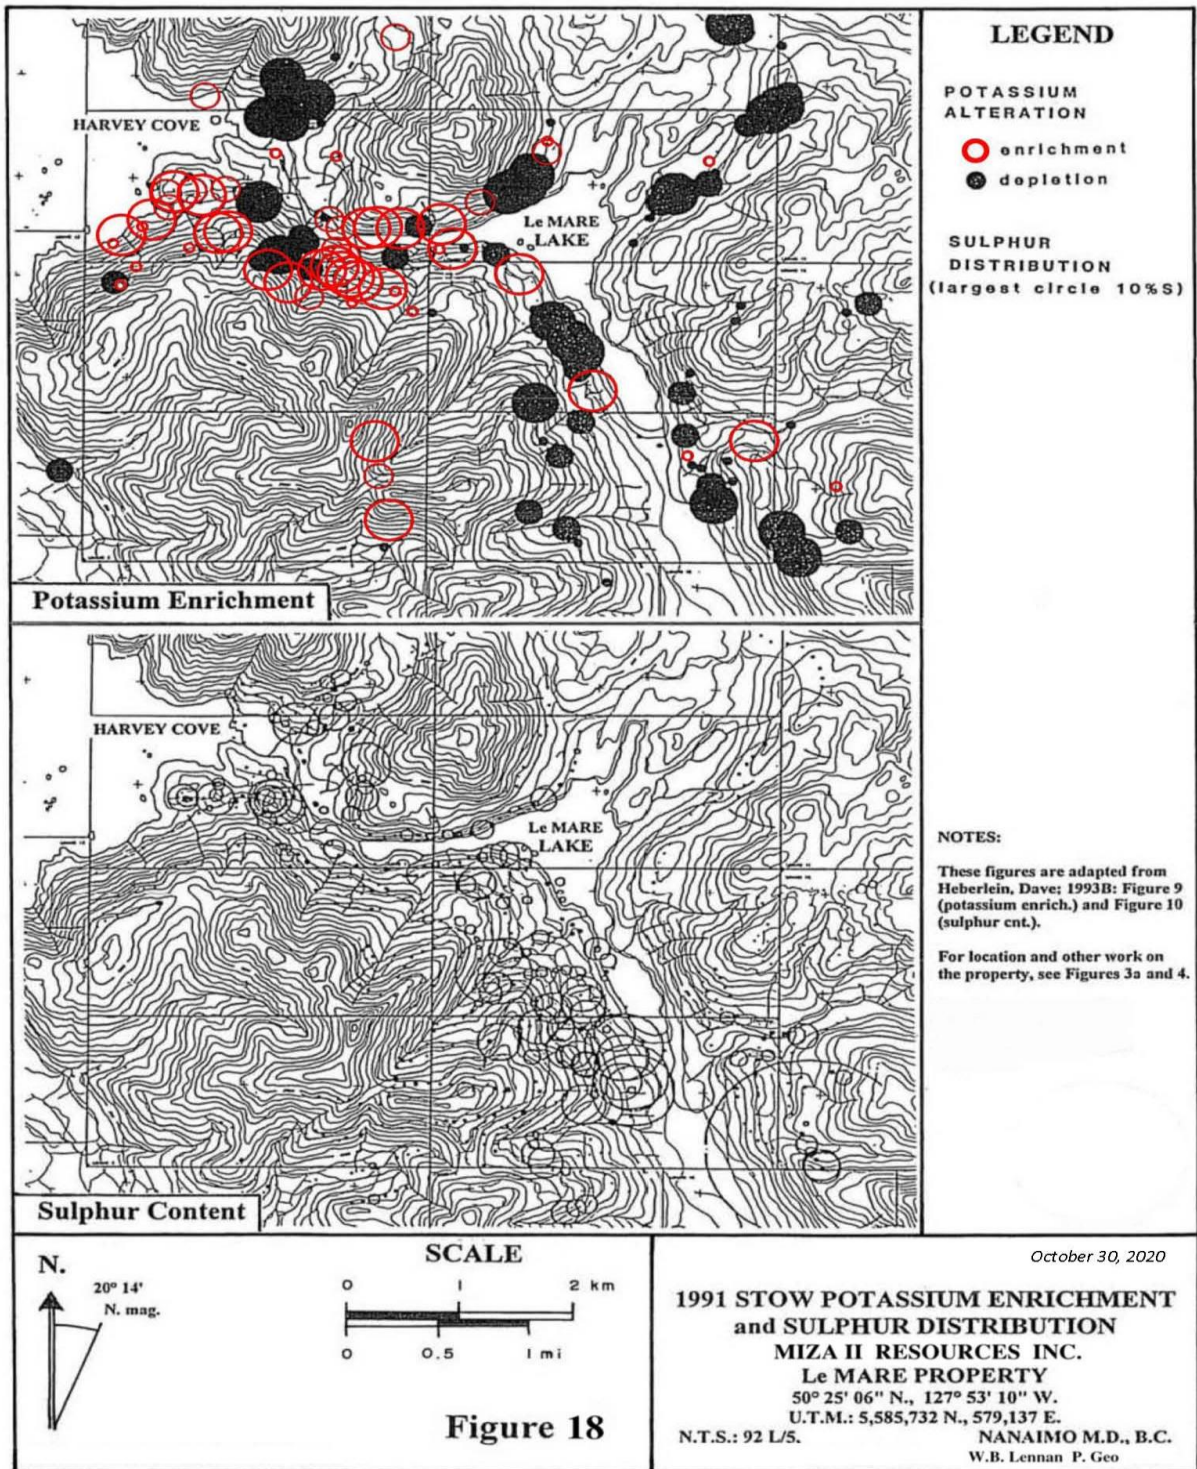 LEGEND
POTASSIUM
ALTERATION
enrichment
depletion
SULPHUR
DISTRIBUTION
(largest circle 10%S)
HARVEY COVE
Le MARE
LAKE
Potassium Enrichment
HARVEY COVE
Le MARE
LAKE
Sulphur Content
NOTES:
These figures are adapted from
Heberlein, Dave; 1993B: Figure 9
(potassium enrich.) and Figure 10
(sulphur cnt.).
For location and other work on
the property, see Figures 3a and 4.
N.
20° 14'
N. mag.
SCALE
0 1 2 km
0 0.5 1 mi
Figure 18
October 30, 2020
1991 STOW POTASSIUM ENRICHMENT
and SULPHUR DISTRIBUTION
MIZA II RESOURCES INC.
Le MARE PROPERTY
50° 25' 06" N., 127° 53' 10" W.
U.T.M.: 5,585,732 N., 579,137 E.
N.T.S.: 92 L/5. NANAIMO M.D., B.C.
W.B. Lennan P. Geo